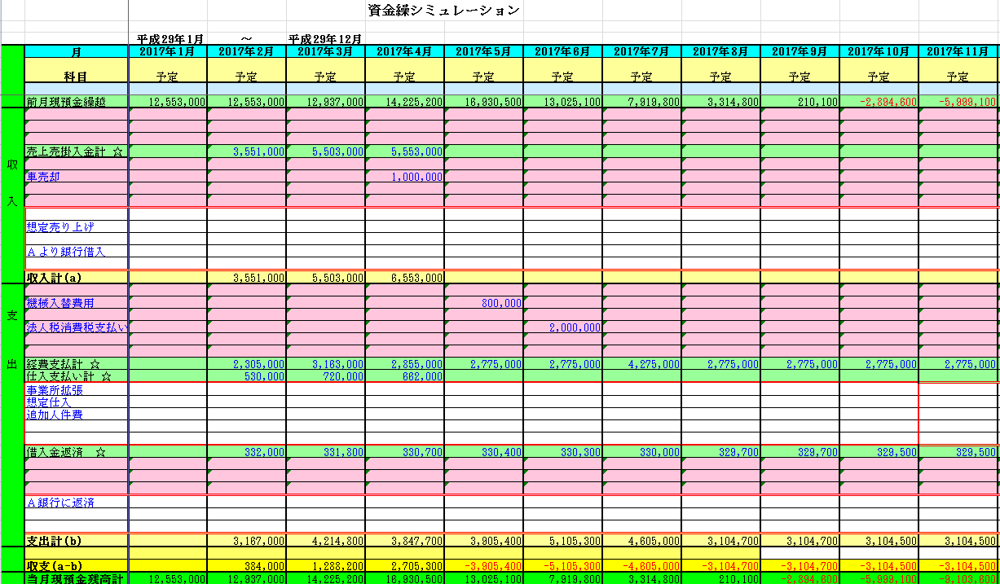 資金繰シミュレーション
平成29年1月 ～ 平成29年12月
月 2017年1月 2017年2月 2017年3月 2017年4月 2017年5月 2017年6月 2017年7月 2017年8月 2017年9月 2017年10月 2017年11月
科目 予定 予定 予定 予定 予定 予定 予定 予定 予定 予定 予定
前月現預金繰越 12,553,000 12,553,000 12,937,000 14,225,200 16,930,500 13,025,100 7,919,800 3,314,800 210,100 -2,894,600 -5,999,100
収入
売上売掛入金計 ☆ 3,551,000 5,503,000 5,553,000
車売却 1,000,000
想定売り上げ
Aより銀行借入
収入計(a) 3,551,000 5,503,000 6,553,000
支出
機械入替費用 800,000
法人税消費税支払い 2,000,000
経費支払計 ☆ 2,305,000 3,163,000 2,855,000 2,775,000 2,775,000 4,275,000 2,775,000 2,775,000 2,775,000 2,775,000
仕入支払い計 ☆ 530,000 720,000 662,000
事業所拡張
想定仕入
追加人件費
借入金返済 ☆ 332,000 331,800 330,700 330,400 330,300 330,000 329,700 329,700 329,500 329,500
A銀行に返済
支出計(b) 3,167,000 4,214,800 3,847,700 3,905,400 5,105,300 4,605,000 3,104,700 3,104,700 3,104,500 3,104,500
収支(a-b) 384,000 1,288,200 2,705,300 -3,905,400 -5,105,300 -4,605,000 -3,104,700 -3,104,700 -3,104,500 -3,104,500
当月現預金残高計 12,553,000 12,937,000 14,225,200 16,930,500 13,025,100 7,919,800 3,314,800 210,100 -2,894,600 -5,999,100 -9,103,600